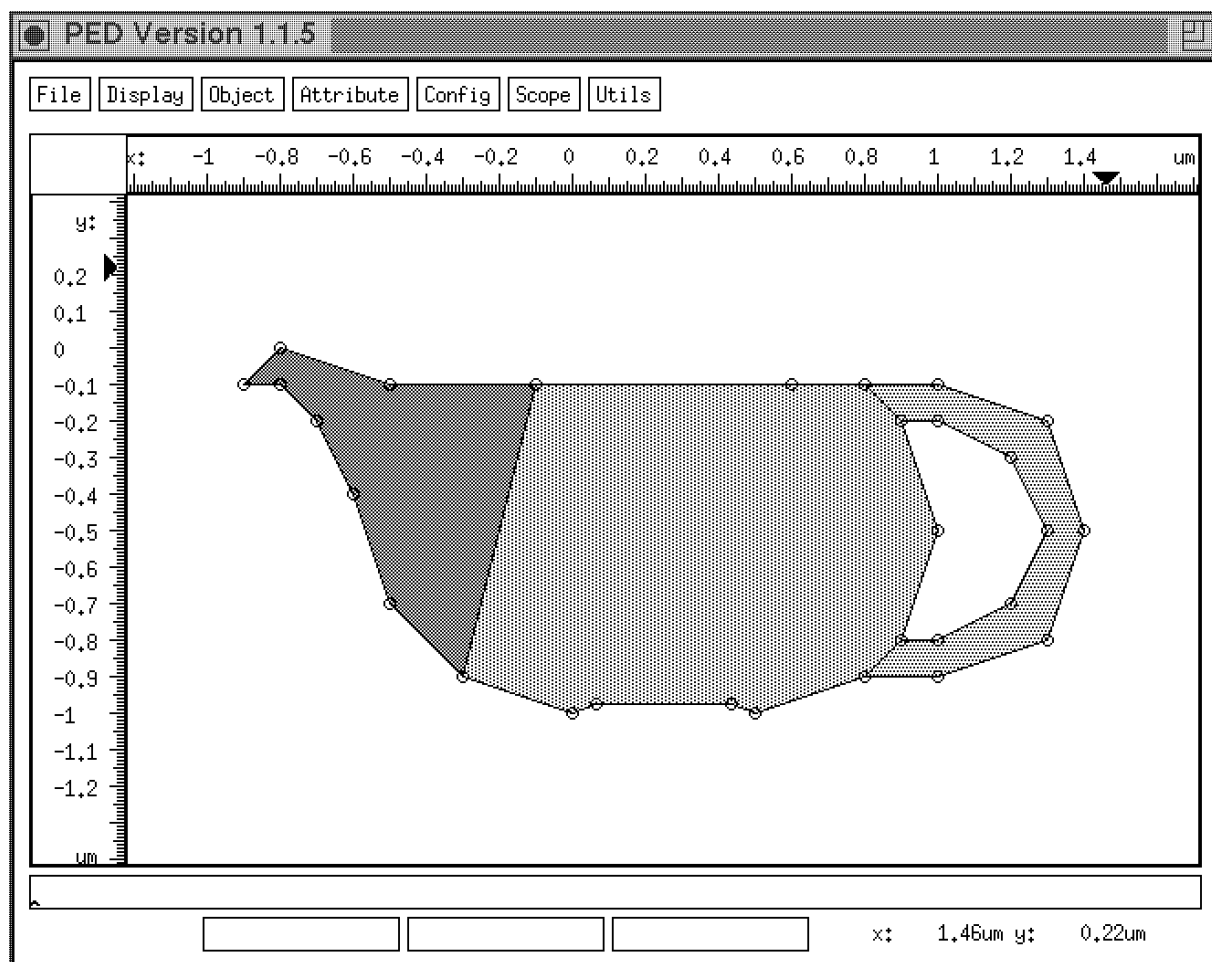 PED Version 1.1.5
File Display Object Attribute Config Scope Utils
x: -1 -0.8 -0.6 -0.4 -0.2 0 0.2 0.4 0.6 0.8 1 1.2 1.4 um
y:
0.2
0.1
0
-0.1
-0.2
-0.3
-0.4
-0.5
-0.6
-0.7
-0.8
-0.9
-1
-1.1
-1.2
um
x: 1.46um y: 0.22um